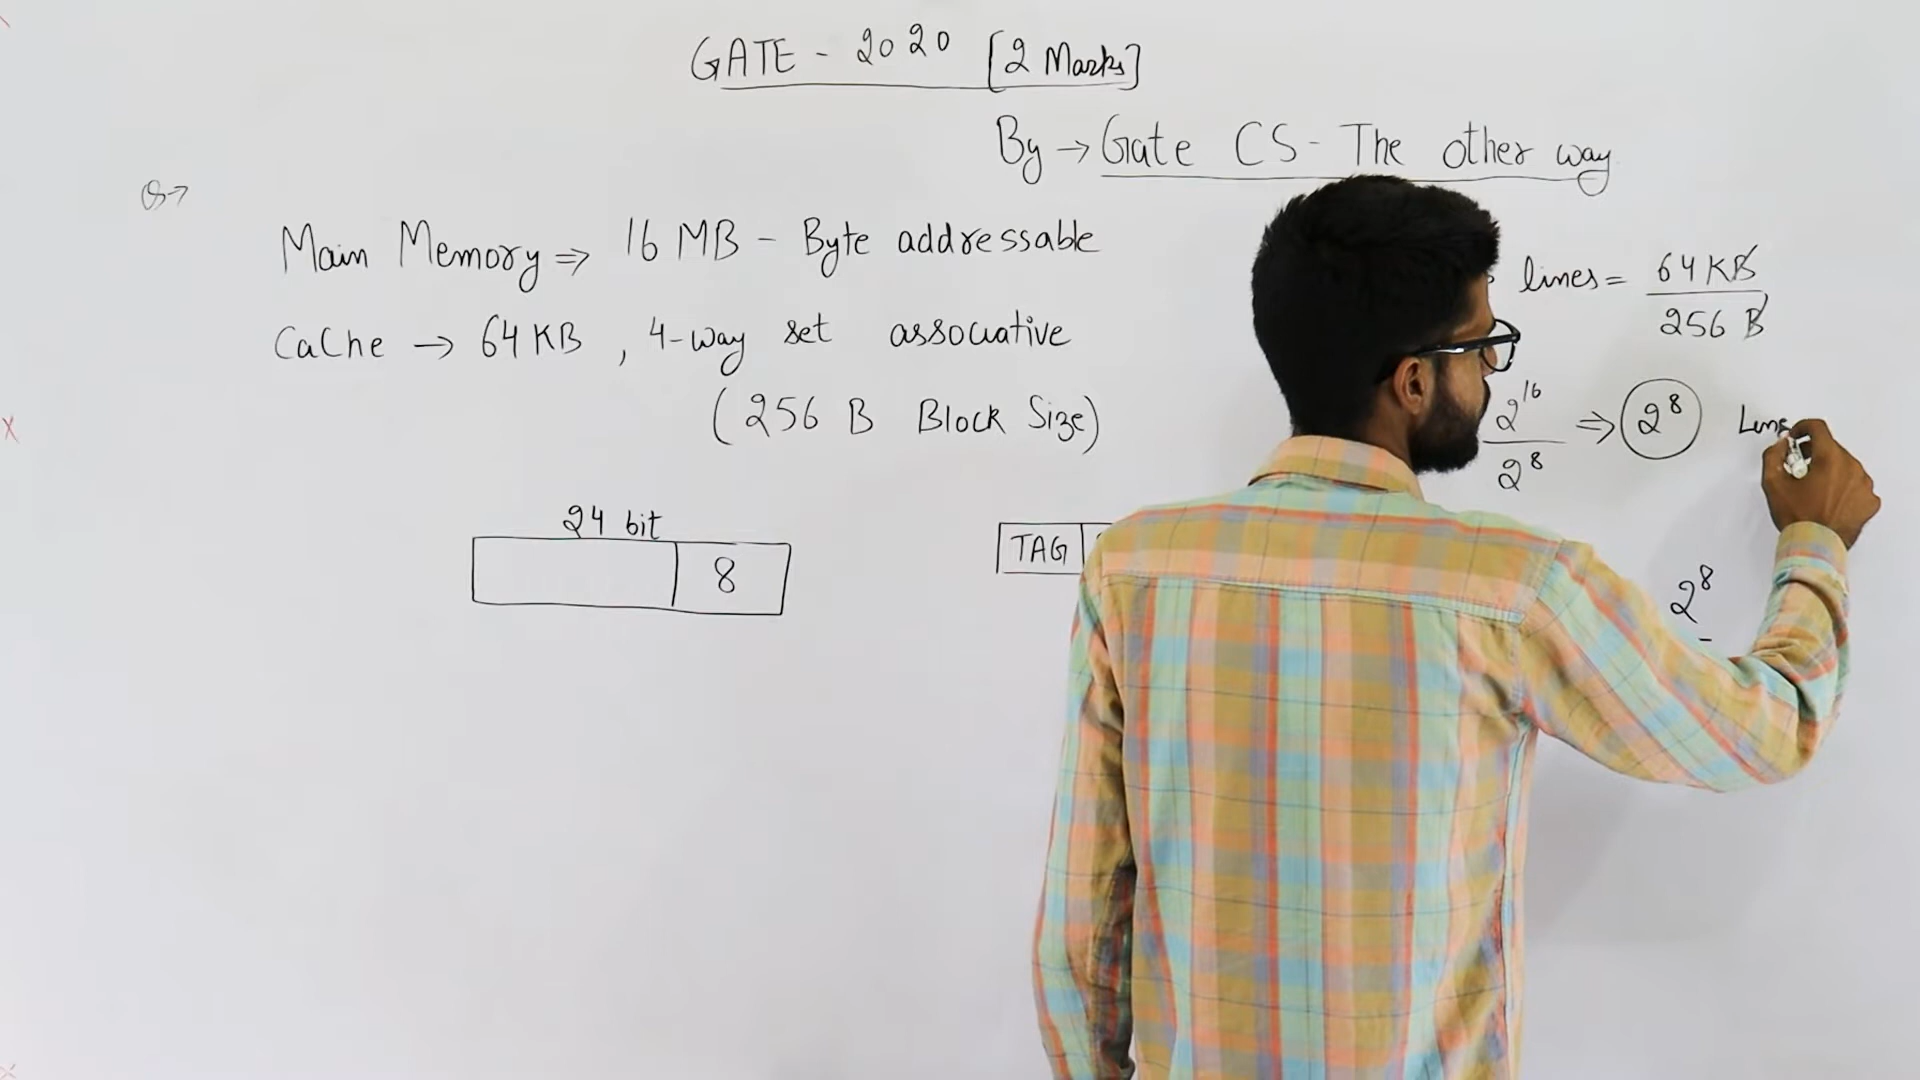 GATE - 2020 [2 Marks]
By → Gate CS - The other way
Q→
Main Memory ⇒ 16 MB - Byte addressable
Cache → 64 KB , 4-way set associative
(256 B Block Size)
24 bit
8
TAG
lines = 64 KB
256 B
2^16
2^8
⇒ 2^8
2^8